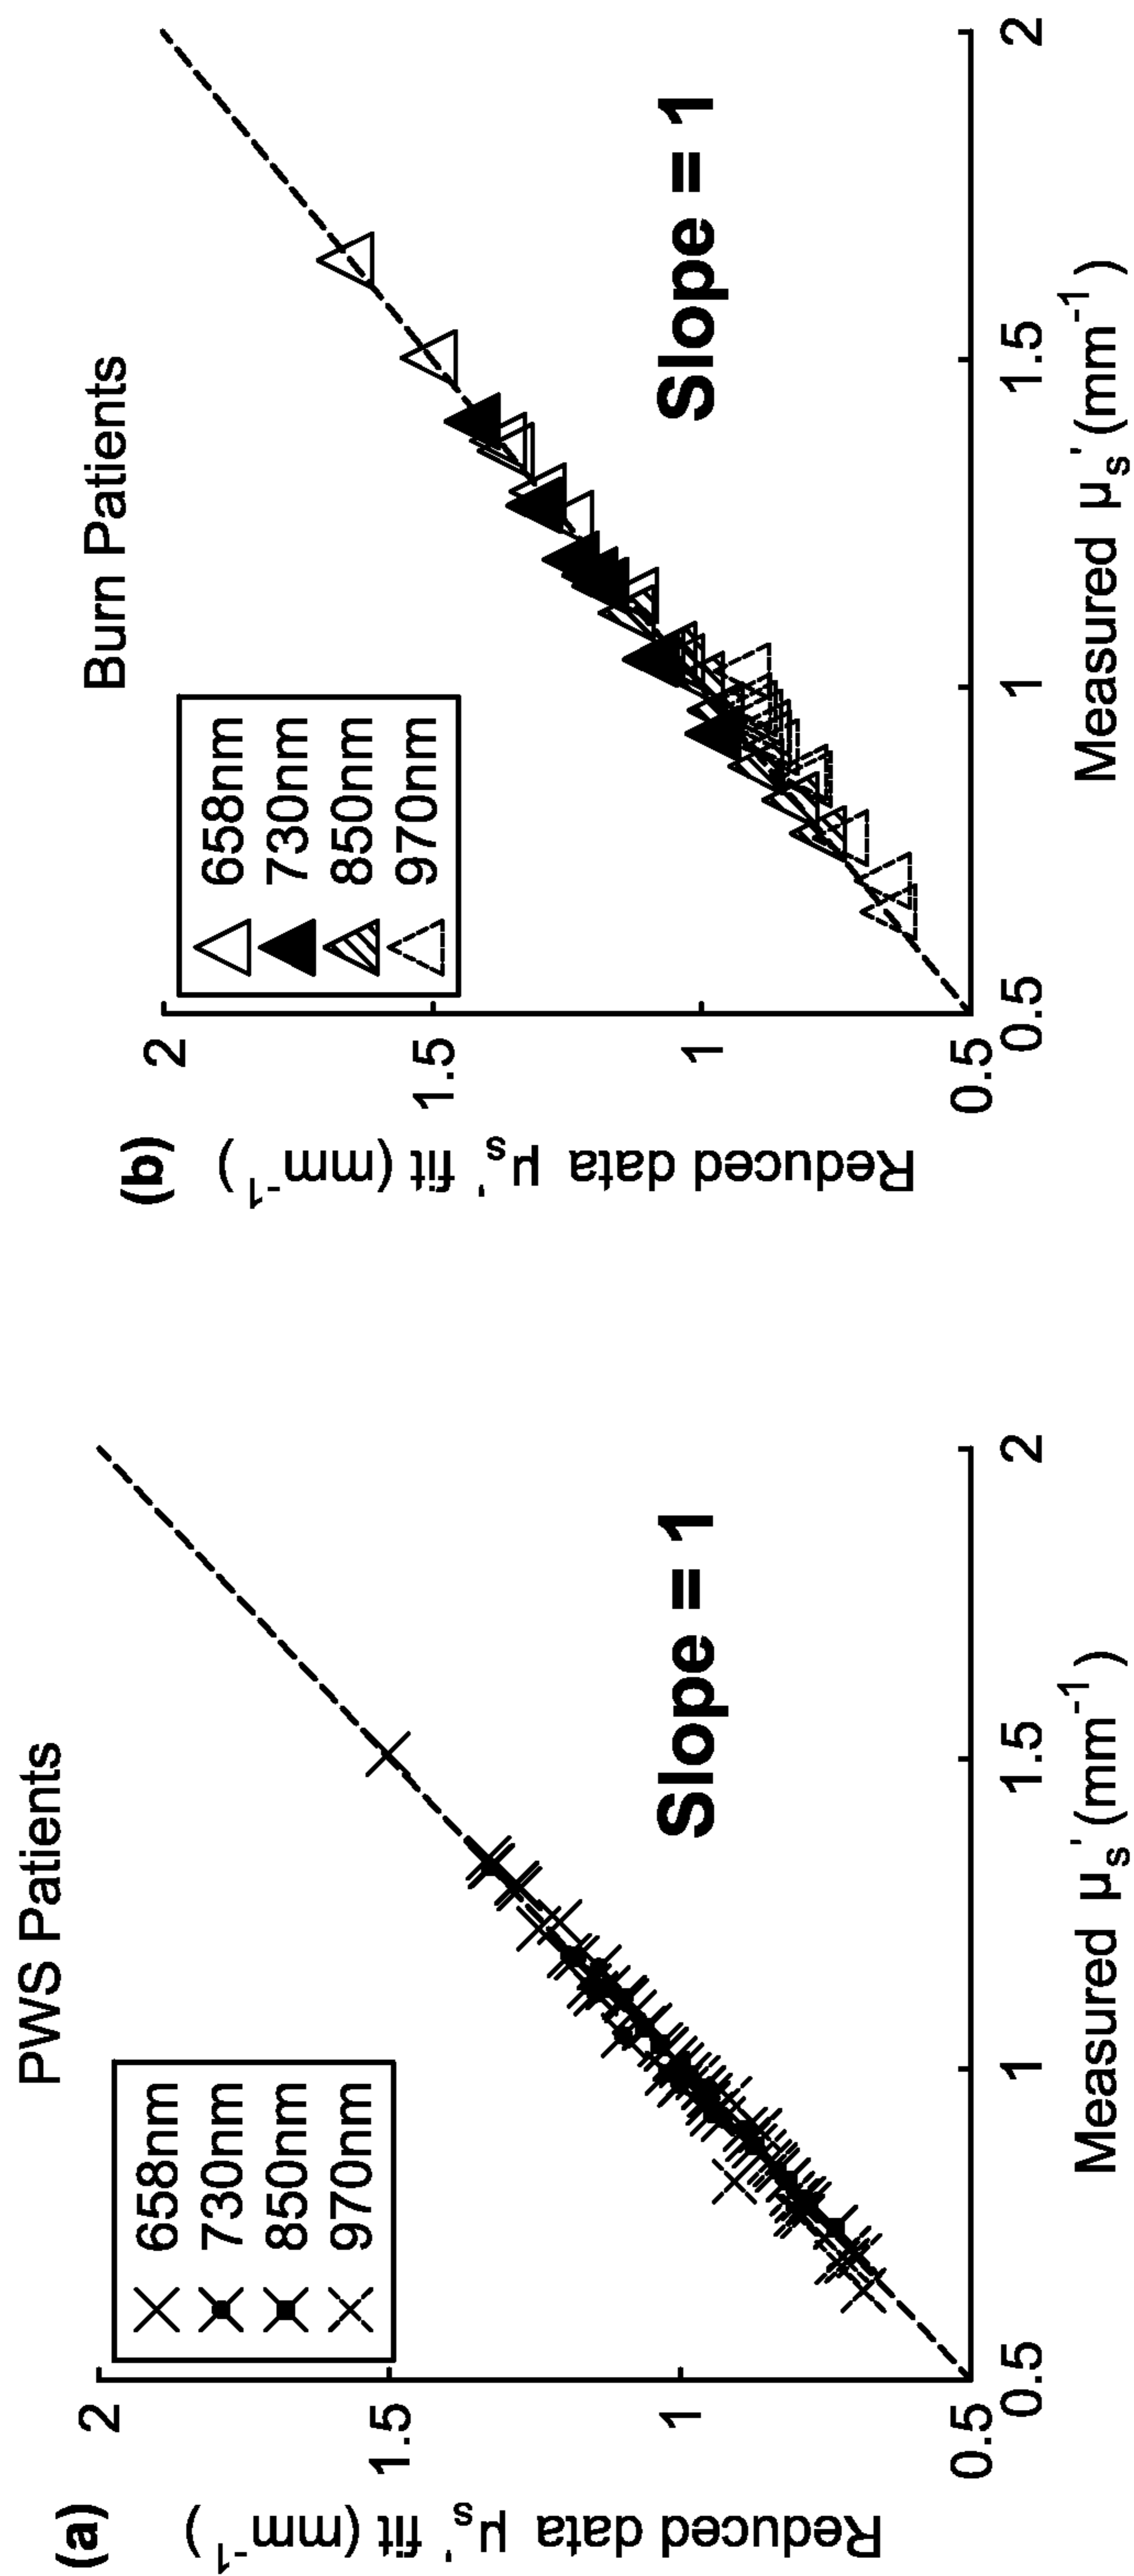 (a)
PWS Patients
658nm
730nm
850nm
970nm
Reduced data μs' fit (mm-1)
2
1.5
1
0.5
Slope = 1
0.5
1
1.5
2
Measured μs' (mm-1)
(b)
Burn Patients
658nm
730nm
850nm
970nm
Reduced data μs' fit (mm-1)
2
1.5
1
0.5
Slope = 1
0.5
1
1.5
2
Measured μs' (mm-1)